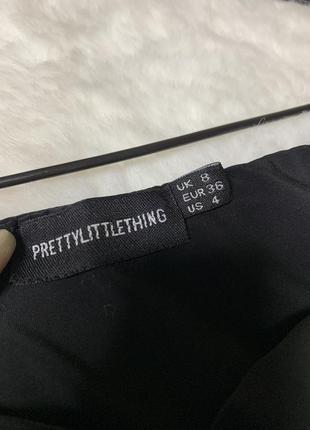 PRETTYLITTLETHING
UK 8
EUR 36
US 4